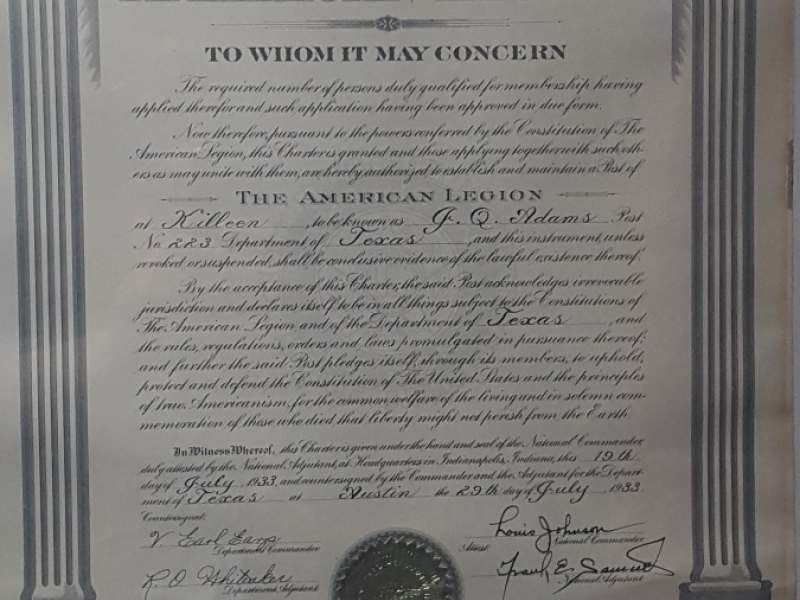 TO WHOM IT MAY CONCERN
The required number of persons duly qualified for membership having
applied therefor and such application having been approved in due form.
Now therefore, pursuant to the powers conferred by the Constitution of The
American Legion, this Charter is granted and those applying together with such oth-
ers as may unite with them, are hereby authorized to establish and maintain a Post of
THE AMERICAN LEGION
at Killeen, to be known as J. Q. Adams Post
No. 223 Department of Texas, and this instrument, unless
revoked or suspended, shall be conclusive evidence of the lawful existence thereof.
By the acceptance of this Charter, the said Post acknowledges irrevocable
jurisdiction and declares itself to be in all things subject to the Constitutions of
The American Legion and of the Department of Texas, and
the rules, regulations, orders and laws promulgated in pursuance thereof;
and further the said Post pledges itself, through its members, to uphold,
protect and defend the Constitution of The United States and the principles
of true Americanism, for the common welfare of the living and in solemn com-
memoration of those who died that liberty might not perish from the Earth.
In Witness Whereof, this Charter is given under the hand and seal of the National Commander,
duly attested by the National Adjutant, at Headquarters in Indianapolis, Indiana, this 19th
day of July, 1933, and countersigned by the Commander and the Adjutant for the Depart-
ment of Texas at Austin the 29th day of July, 1933.
Countersigned:
V. Earl Earp
Department Commander
Louis Johnson
National Commander
Attest:
R. O. Whiteaker
Department Adjutant
Frank E. Samuel
National Adjutant